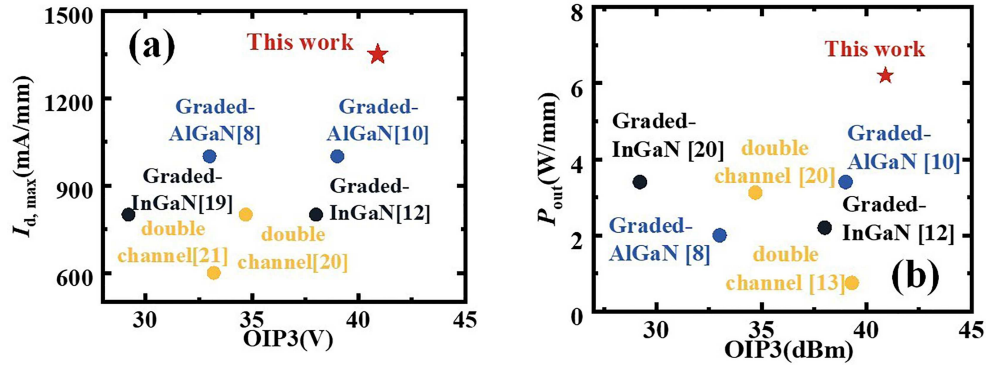 1500
(a)
This work
1200
Graded-
AlGaN[8]
Graded-
AlGaN[10]
900
Graded-
InGaN[19]
Graded-
InGaN[12]
double
channel[21]
double
channel[20]
600
30
35
40
45
OIP3(V)
I_d, max(mA/mm)
8
This work
6
Graded-
InGaN [20]
double
channel [20]
Graded-
AlGaN [10]
4
Graded-
AlGaN [8]
Graded-
InGaN [12]
2
double
channel [13]
(b)
0
30
35
40
45
OIP3(dBm)
P_out(W/mm)